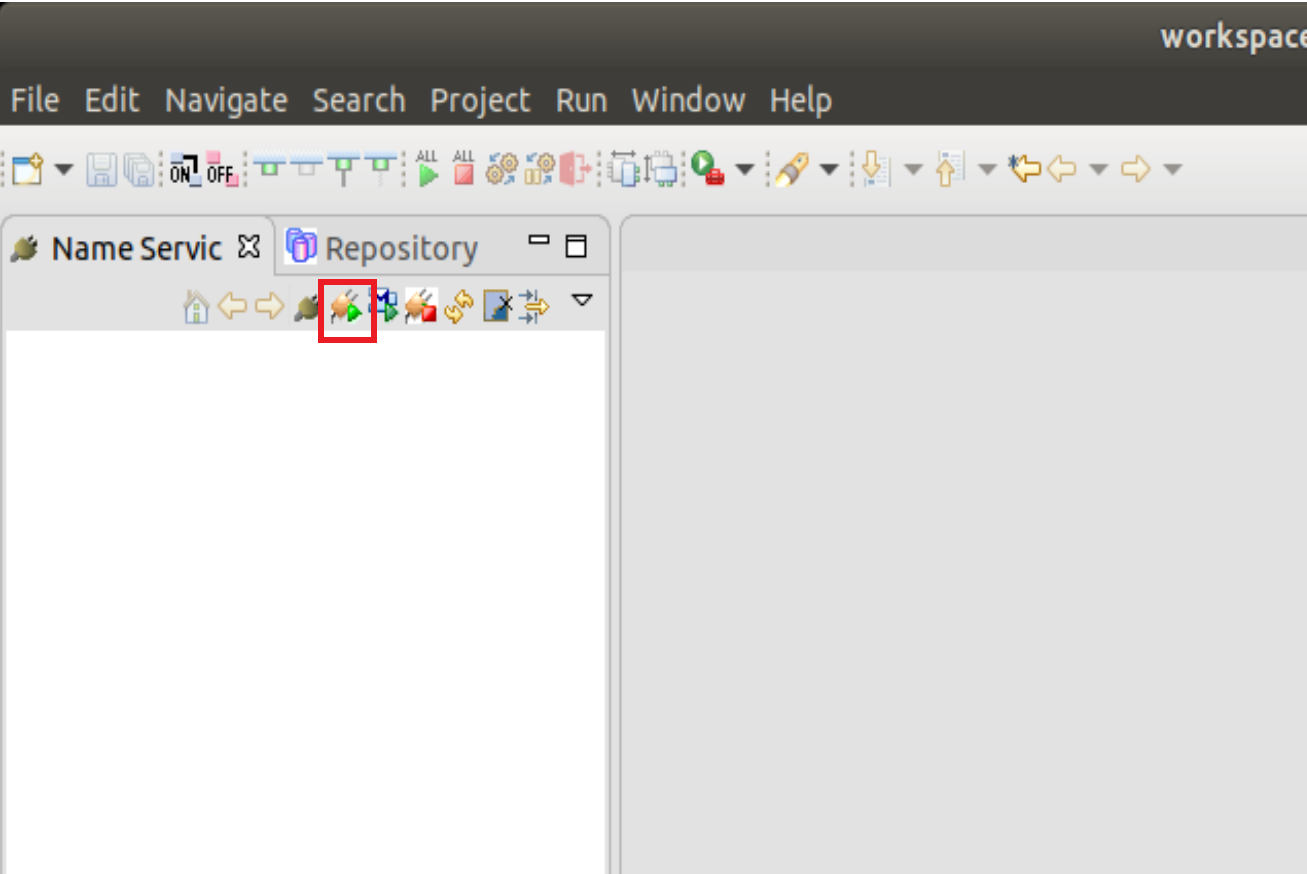 workspace
File Edit Navigate Search Project Run Window Help
ON OFF ALL ALL
Name Servic Repository